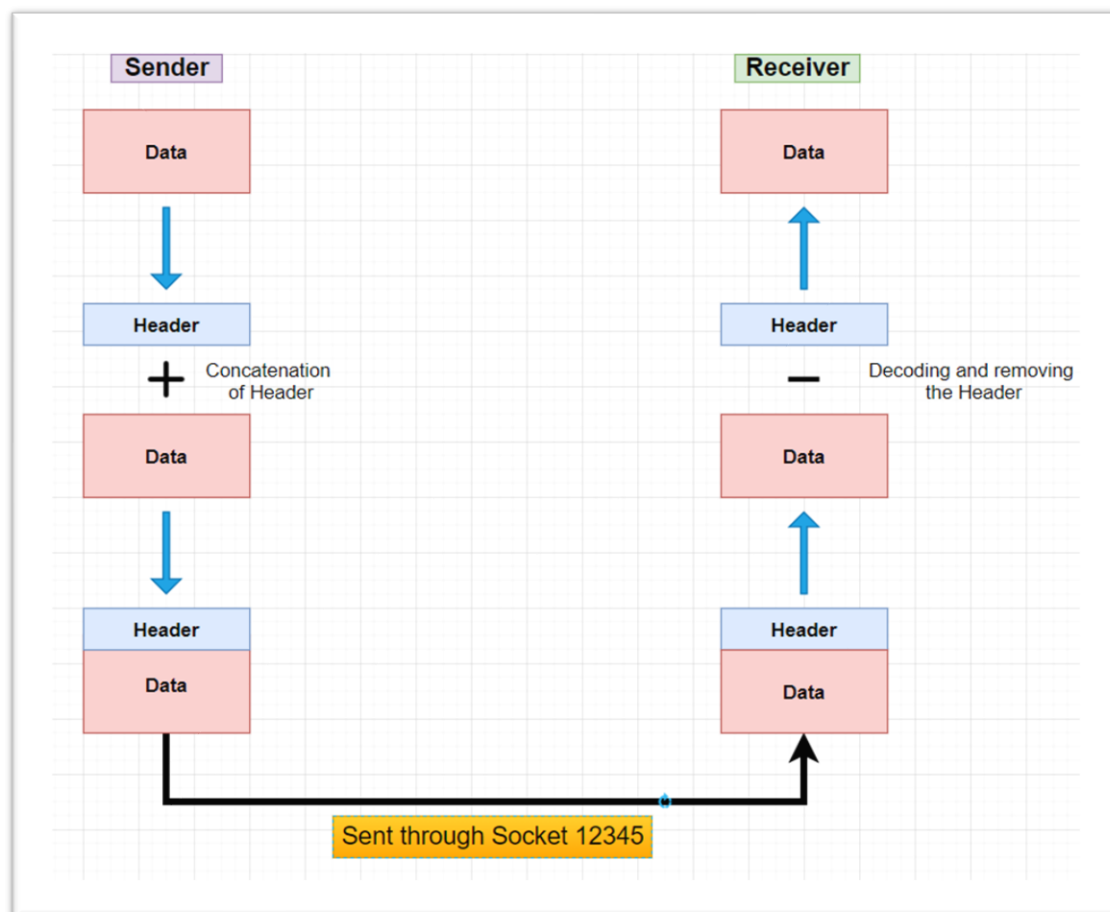 Sender
Receiver
Data
Data
Header
Header
Concatenation
of Header
Decoding and removing
the Header
Data
Data
Header
Header
Data
Data
Sent through Socket 12345